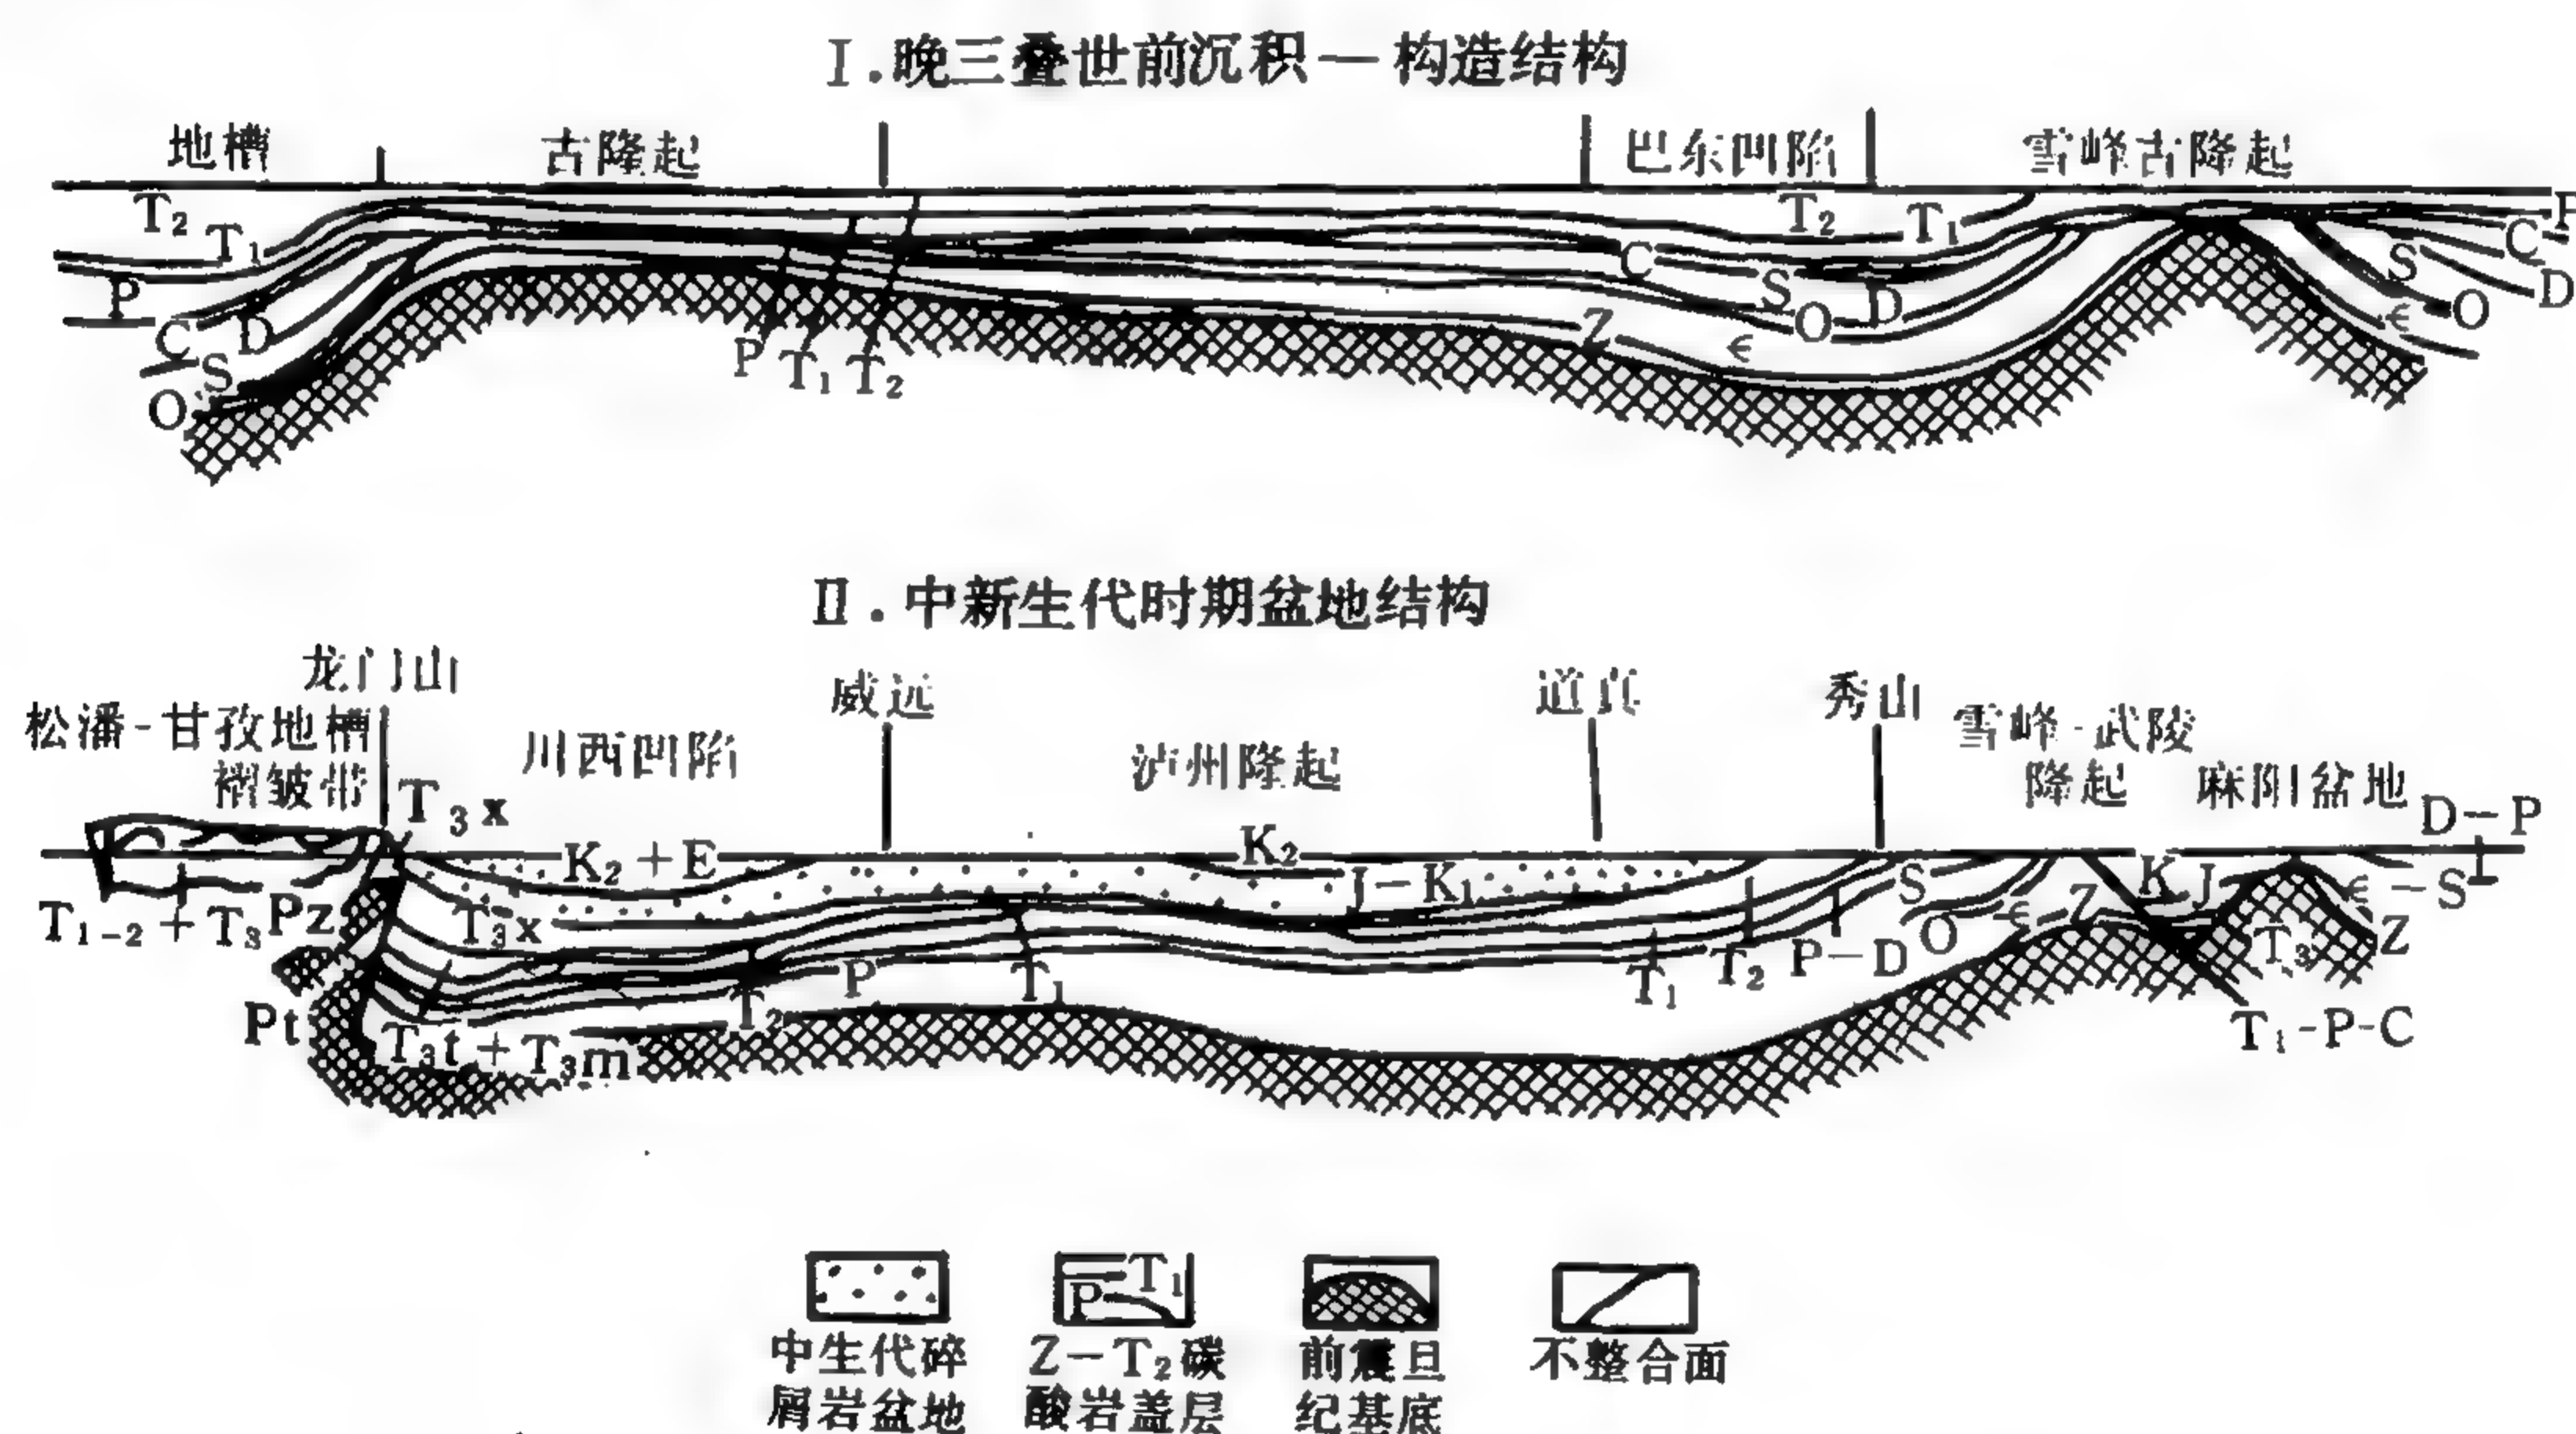 Ⅰ.晚三叠世前沉积—构造结构
地槽 古隆起 巴东凹陷 雪峰古隆起
T₂ T₁ P C D S O
P T₁ T₂
Z Є C S O D T₂ T₁
P C S D O Є
Ⅱ.中新生代时期盆地结构
龙门山
松潘-甘孜地槽
褶皱带
川西凹陷 威远 泸州隆起 道真 秀山 雪峰-武陵
隆起 麻阳盆地
T₃x K₂+E K₂ J-K₁ D-P
T₁₋₂+T₃ Pz T₃x P T₁ T₁ T₂ P-D S O Є Z K J T₃ Є-S Z
Pt T₃t+T₃m T₂ T₁-P-C
T₁
P
中生代碎
屑岩盆地
Z-T₂碳
酸岩盖层
前震旦
纪基底
不整合面